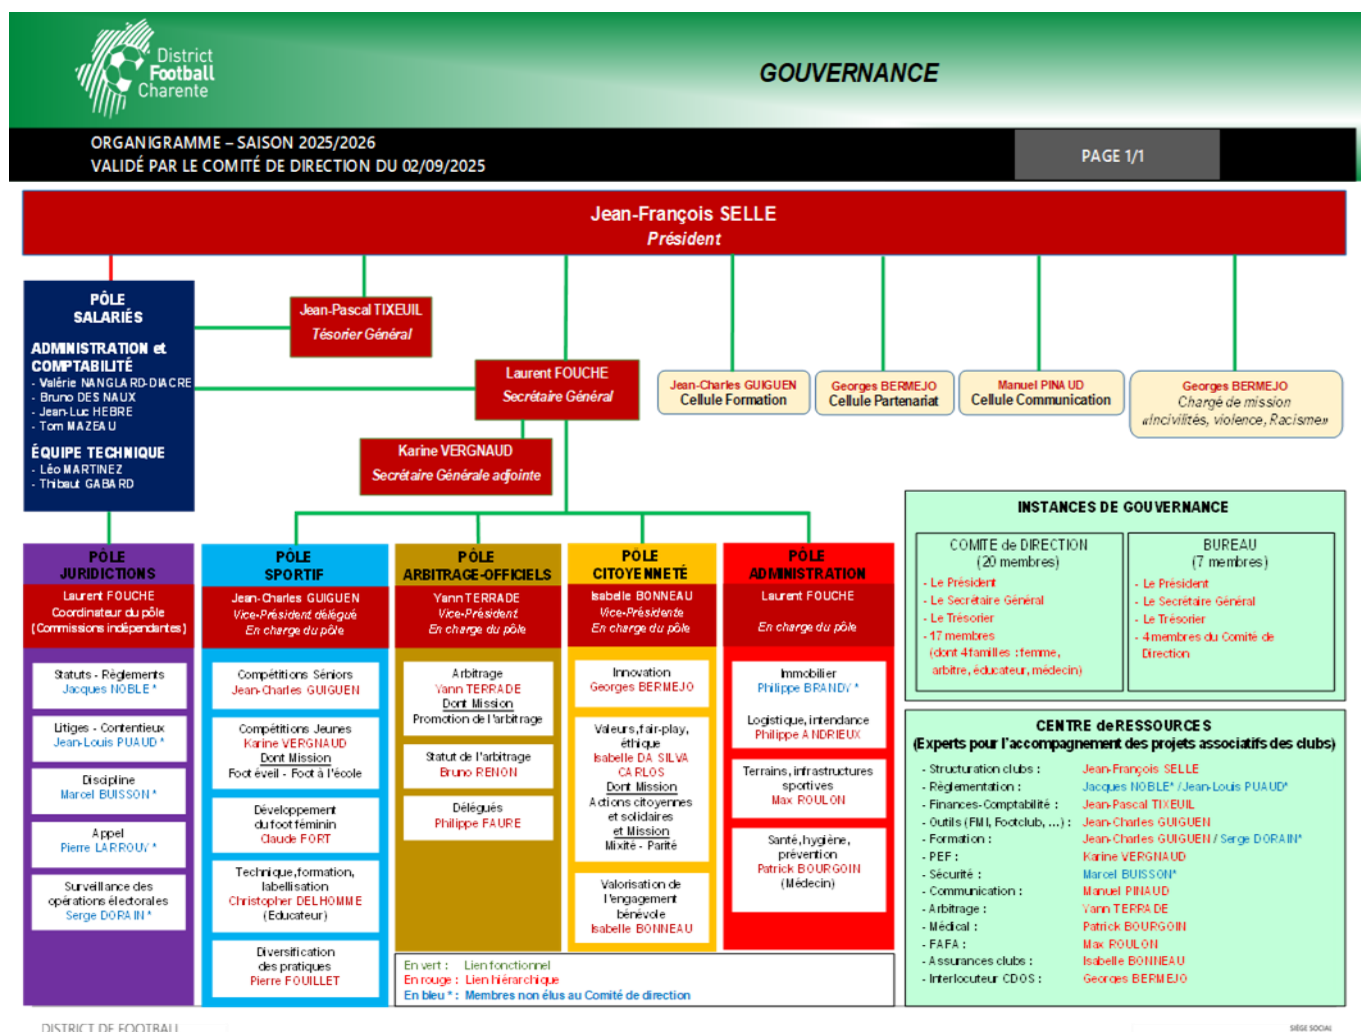 District
Football
Charente
GOUVERNANCE
ORGANIGRAMME – SAISON 2025/2026
VALIDÉ PAR LE COMITÉ DE DIRECTION DU 02/09/2025
PAGE 1/1
Jean-François SELLE
Président
PÔLE
SALARIÉS
ADMINISTRATION et
COMPTABILITÉ
- Valérie NANGLARD-DIACRE
- Bruno DES NAUX
- Jean-Luc HEBRE
- Tom MAZEAU
ÉQUIPE TECHNIQUE
- Léo MARTINEZ
- Thibaut GABARD
Jean-Pascal TIXEUIL
Tésorier Général
Laurent FOUCHE
Secrétaire Général
Karine VERGNAUD
Secrétaire Générale adjointe
Jean-Charles GUIGUEN
Cellule Formation
Georges BERMEJO
Cellule Partenariat
Manuel PINAUD
Cellule Communication
Georges BERMEJO
Chargé de mission
«Incivilités, violence, Racisme»
PÔLE
JURIDICTIONS
Laurent FOUCHE
Coordinateur du pôle
(Commissions indépendantes)
Statuts - Règlements
Jacques NOBLE *
Litiges - Contentieux
Jean-Louis PUAUD *
Discipline
Marcel BUISSON *
Appel
Pierre LARROUY *
Surveillance des
opérations électorales
Serge DORAIN *
PÔLE
SPORTIF
Jean-Charles GUIGUEN
Vice-Président délégué
En charge du pôle
Compétitions Séniors
Jean-Charles GUIGUEN
Compétitions Jeunes
Karine VERGNAUD
Dont Mission
Foot éveil - Foot à l'école
Développement
du foot féminin
Claude FORT
Technique, formation,
labellisation
Christopher DELHOMME
(Educateur)
Diversification
des pratiques
Pierre FOUILLET
PÔLE
ARBITRAGE-OFFICIELS
Yann TERRADE
Vice-Président
En charge du pôle
Arbitrage
Yann TERRADE
Dont Mission
Promotion de l'arbitrage
Statut de l'arbitrage
Bruno RENON
Délégués
Philippe FAURE
PÔLE
CITOYENNETÉ
Isabelle BONNEAU
Vice-Présidente
En charge du pôle
Innovation
Georges BERMEJO
Valeurs, fair-play,
éthique
Isabelle DA SILVA
CARLOS
Dont Mission
Actions citoyennes
et solidaires
et Mission
Mixité - Parité
Valorisation de
l'engagement
bénévole
Isabelle BONNEAU
PÔLE
ADMINISTRATION
Laurent FOUCHE
En charge du pôle
Immobilier
Philippe BRANDY *
Logistique, intendance
Philippe ANDRIEUX
Terrains, infrastructures
sportives
Max ROULON
Santé, hygiène,
prévention
Patrick BOURGOIN
(Médecin)
En vert : Lien fonctionnel
En rouge : Lien hiérarchique
En bleu * : Membres non élus au Comité de direction
INSTANCES DE GOUVERNANCE
COMITE de DIRECTION
(20 membres)
- Le Président
- Le Secrétaire Général
- Le Trésorier
- 17 membres
(dont 4 familles : femme,
arbitre, éducateur, médecin)
BUREAU
(7 membres)
- Le Président
- Le Secrétaire Général
- Le Trésorier
- 4 membres du Comité de
Direction
CENTRE de RESSOURCES
(Experts pour l'accompagnement des projets associatifs des clubs)
- Structuration clubs : Jean-François SELLE
- Règlementation : Jacques NOBLE* / Jean-Louis PUAUD*
- Finances-Comptabilité : Jean-Pascal TIXEUIL
- Outils (FMI, Footclub, ...) : Jean-Charles GUIGUEN
- Formation : Jean-Charles GUIGUEN / Serge DORAIN*
- PEF : Karine VERGNAUD
- Sécurité : Marcel BUISSON*
- Communication : Manuel PINAUD
- Arbitrage : Yann TERRADE
- Médical : Patrick BOURGOIN
- FAFA : Max ROULON
- Assurances clubs : Isabelle BONNEAU
- Interlocuteur CDOS : Georges BERMEJO
DISTRICT DE FOOTBALL
SIÈGE SOCIAL